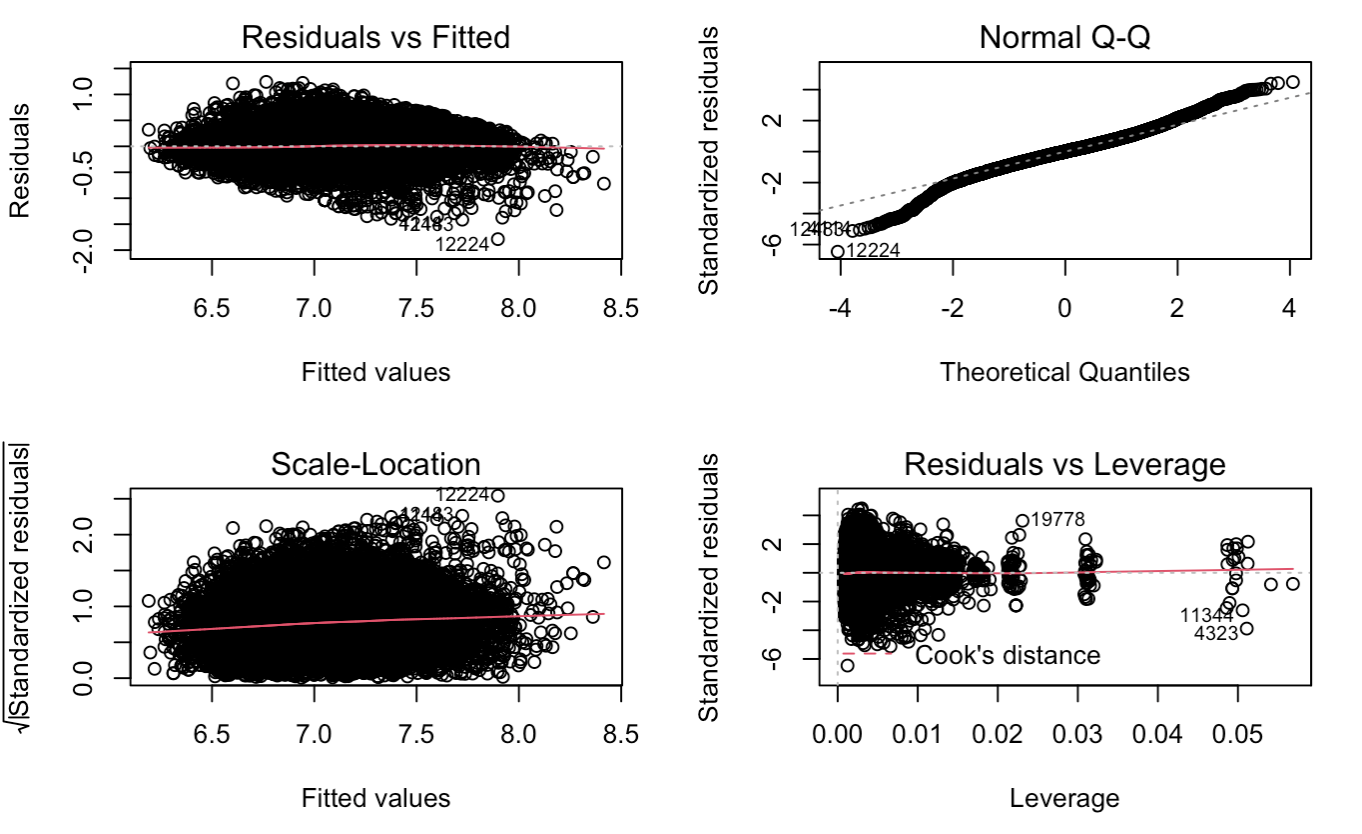 Residuals vs Fitted
Residuals
1.0
-0.5
-2.0
12224
6.5 7.0 7.5 8.0 8.5
Fitted values
Normal Q-Q
Standardized residuals
2
-2
-6
12224
-4 -2 0 2 4
Theoretical Quantiles
Scale-Location
√|Standardized residuals|
2.0
1.0
0.0
12224
6.5 7.0 7.5 8.0 8.5
Fitted values
Residuals vs Leverage
Standardized residuals
2
-2
-6
19778
11344
4323
Cook's distance
0.00 0.01 0.02 0.03 0.04 0.05
Leverage